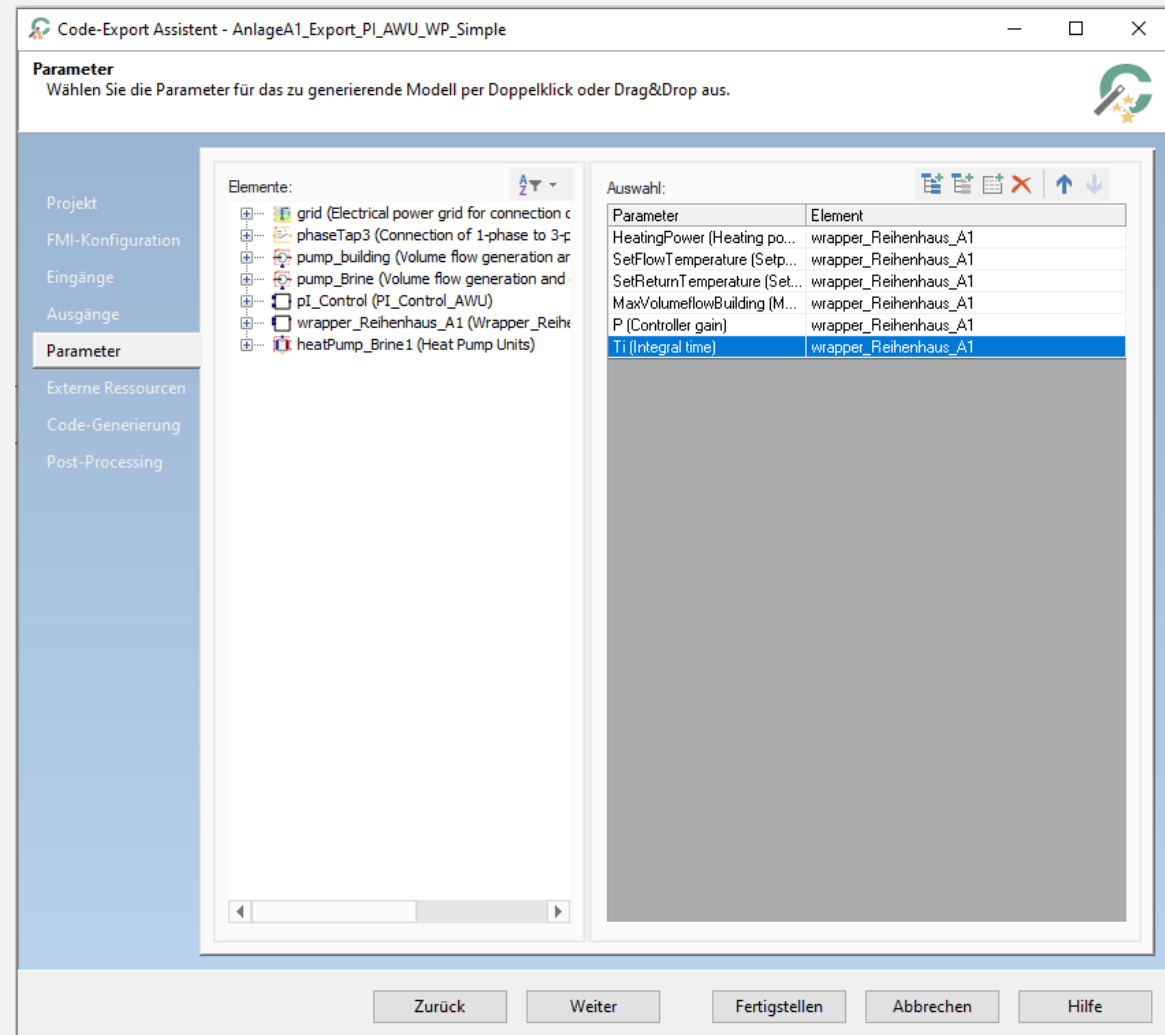 Code-Export Assistent - AnlageA1_Export_PI_AWU_WP_Simple
Parameter
Wählen Sie die Parameter für das zu generierende Modell per Doppelklick oder Drag&Drop aus.
Projekt
FMI-Konfiguration
Eingänge
Ausgänge
Parameter
Externe Ressourcen
Code-Generierung
Post-Processing
Elemente:
grid (Electrical power grid for connection
phaseTap3 (Connection of 1-phase to 3-p
pump_building (Volume flow generation ar
pump_Brine (Volume flow generation and
pI_Control (PI_Control_AWU)
wrapper_Reihenhaus_A1 (Wrapper_Reihe
heatPump_Brine1 (Heat Pump Units)
Auswahl:
Parameter Element
HeatingPower (Heating po... wrapper_Reihenhaus_A1
SetFlowTemperature (Setp... wrapper_Reihenhaus_A1
SetReturnTemperature (Set... wrapper_Reihenhaus_A1
MaxVolumeflowBuilding (M... wrapper_Reihenhaus_A1
P (Controller gain) wrapper_Reihenhaus_A1
Ti (Integral time) wrapper_Reihenhaus_A1
Zurück Weiter Fertigstellen Abbrechen Hilfe